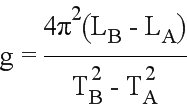 g = 4π²(L_B - L_A) / T_B² - T_A²